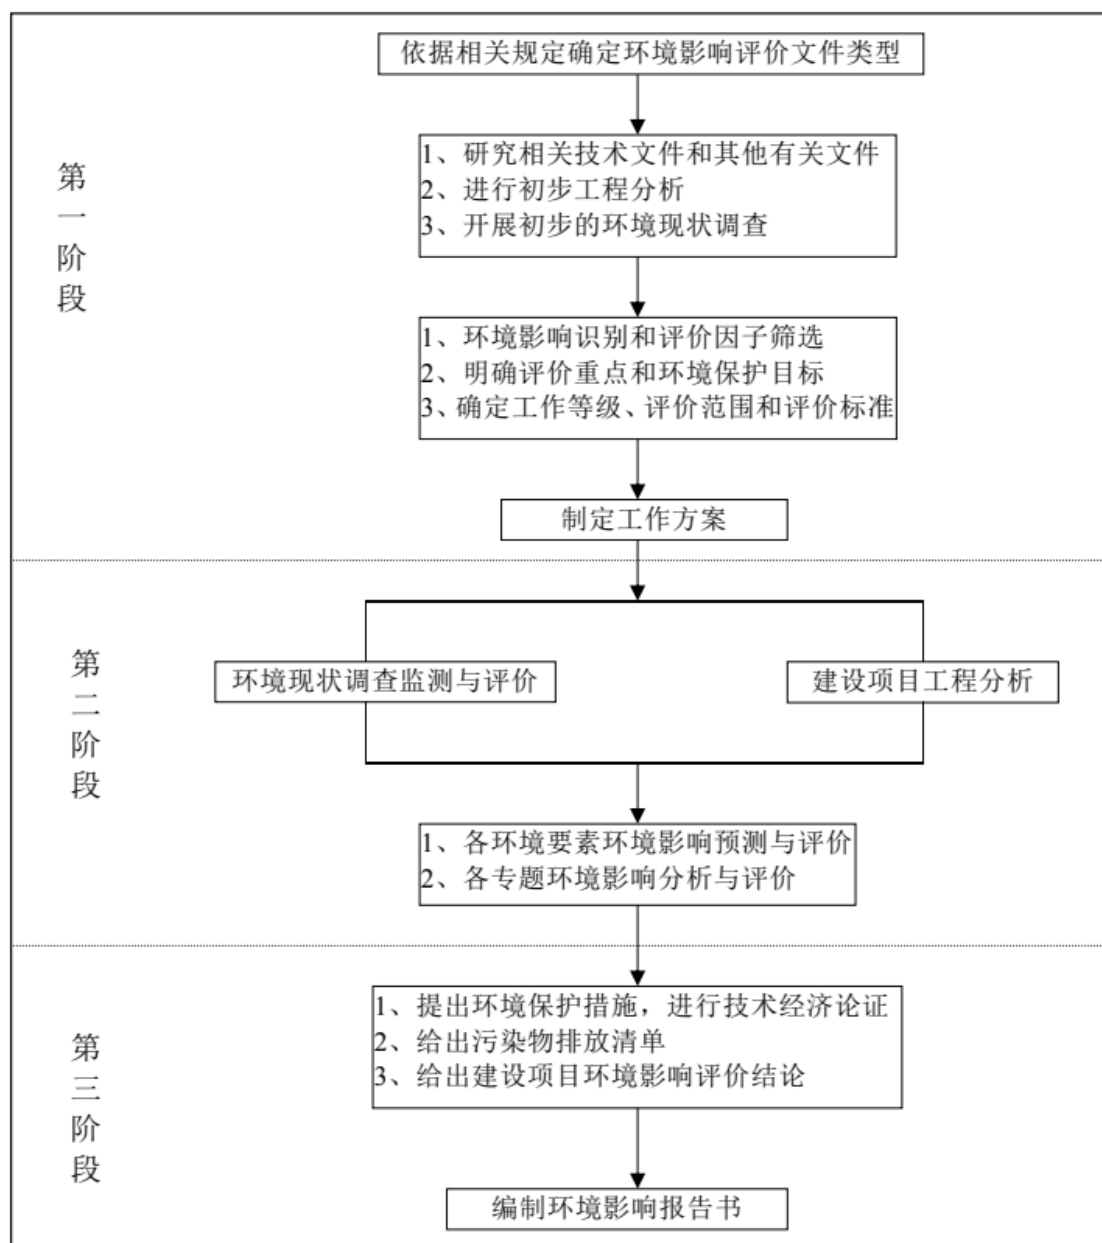 依据相关规定确定环境影响评价文件类型
1、研究相关技术文件和其他有关文件
2、进行初步工程分析
3、开展初步的环境现状调查
第一阶段
1、环境影响识别和评价因子筛选
2、明确评价重点和环境保护目标
3、确定工作等级、评价范围和评价标准
制定工作方案
第二阶段
环境现状调查监测与评价
建设项目工程分析
1、各环境要素环境影响预测与评价
2、各专题环境影响分析与评价
第三阶段
1、提出环境保护措施，进行技术经济论证
2、给出污染物排放清单
3、给出建设项目环境影响评价结论
编制环境影响报告书